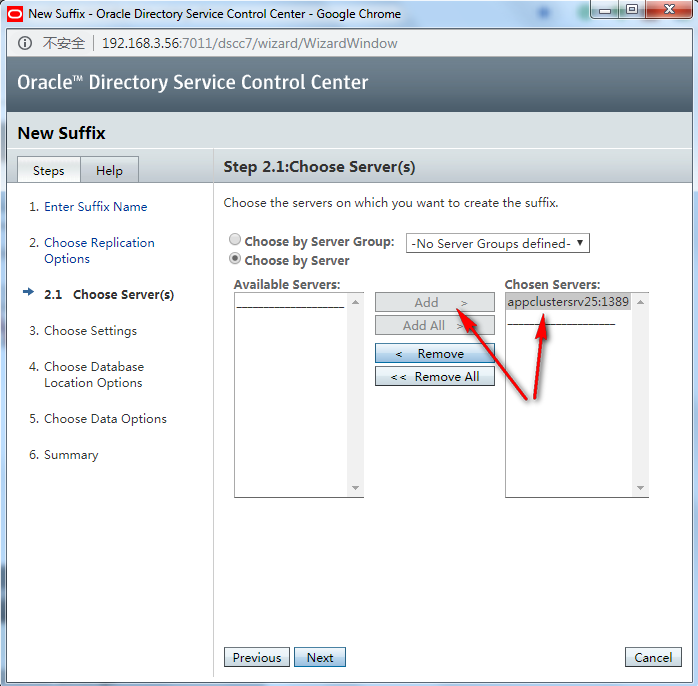 New Suffix - Oracle Directory Service Control Center - Google Chrome
不安全 | 192.168.3.56:7011/dscc7/wizard/WizardWindow
Oracle™ Directory Service Control Center
New Suffix
Steps
Help
1. Enter Suffix Name
2. Choose Replication
Options
2.1 Choose Server(s)
3. Choose Settings
4. Choose Database
Location Options
5. Choose Data Options
6. Summary
Step 2.1:Choose Server(s)
Choose the servers on which you want to create the suffix.
Choose by Server Group: -No Server Groups defined-
Choose by Server
Available Servers:
Add >
Add All >
< Remove
<< Remove All
Chosen Servers:
appclustersrv25:1389
Previous
Next
Cancel